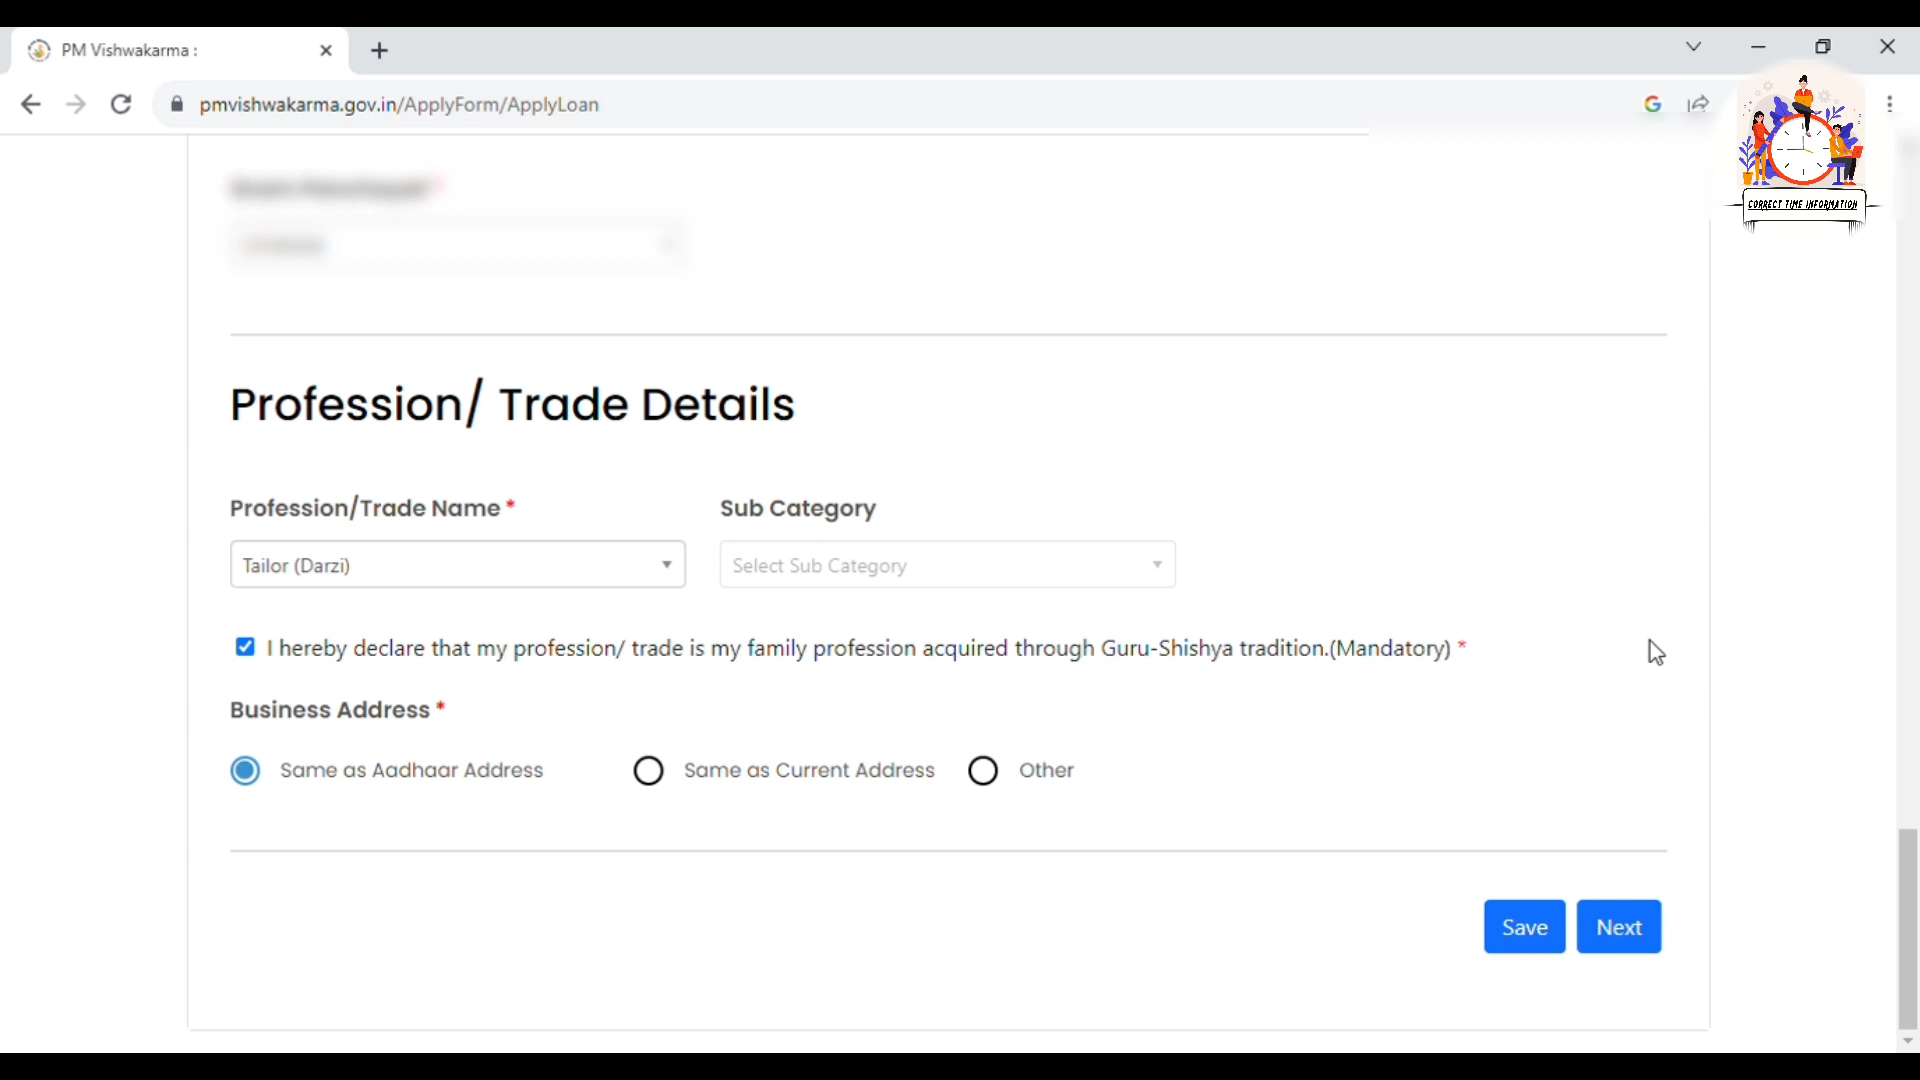 PM Vishwakarma :
pmvishwakarma.gov.in/ApplyForm/ApplyLoan
CORRECT TIME INFORMATION
Profession/ Trade Details
Profession/Trade Name *
Sub Category
Tailor (Darzi)
Select Sub Category
I hereby declare that my profession/ trade is my family profession acquired through Guru-Shishya tradition.(Mandatory) *
Business Address *
Same as Aadhaar Address
Same as Current Address
Other
Save
Next